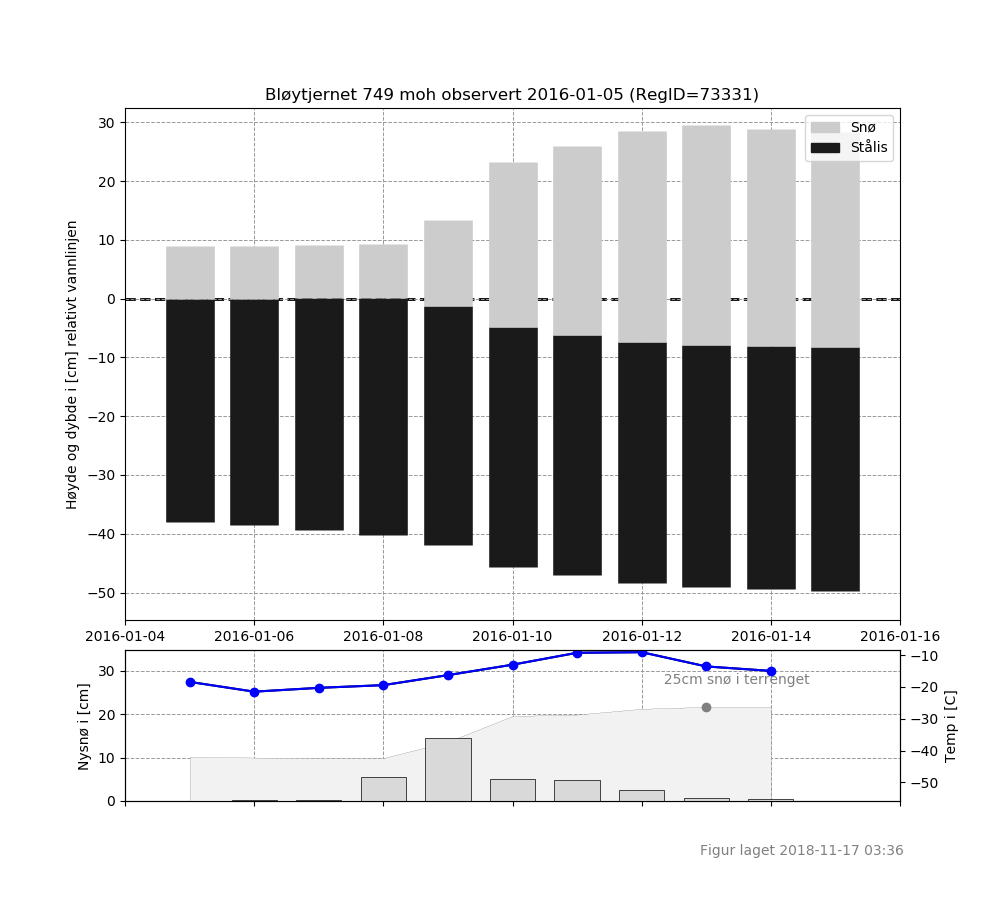 Bløytjernet 749 moh observert 2016-01-05 (RegID=73331)
Høyde og dybde i [cm] relativt vannlinjen
30
20
10
0
−10
−20
−30
−40
−50
Snø
Stålis
2016-01-04 2016-01-06 2016-01-08 2016-01-10 2016-01-12 2016-01-14 2016-01-16
Nysnø i [cm]
30
20
10
0
25cm snø i terrenget
−10
−20
−30
−40
−50
Temp i [C]
Figur laget 2018-11-17 03:36